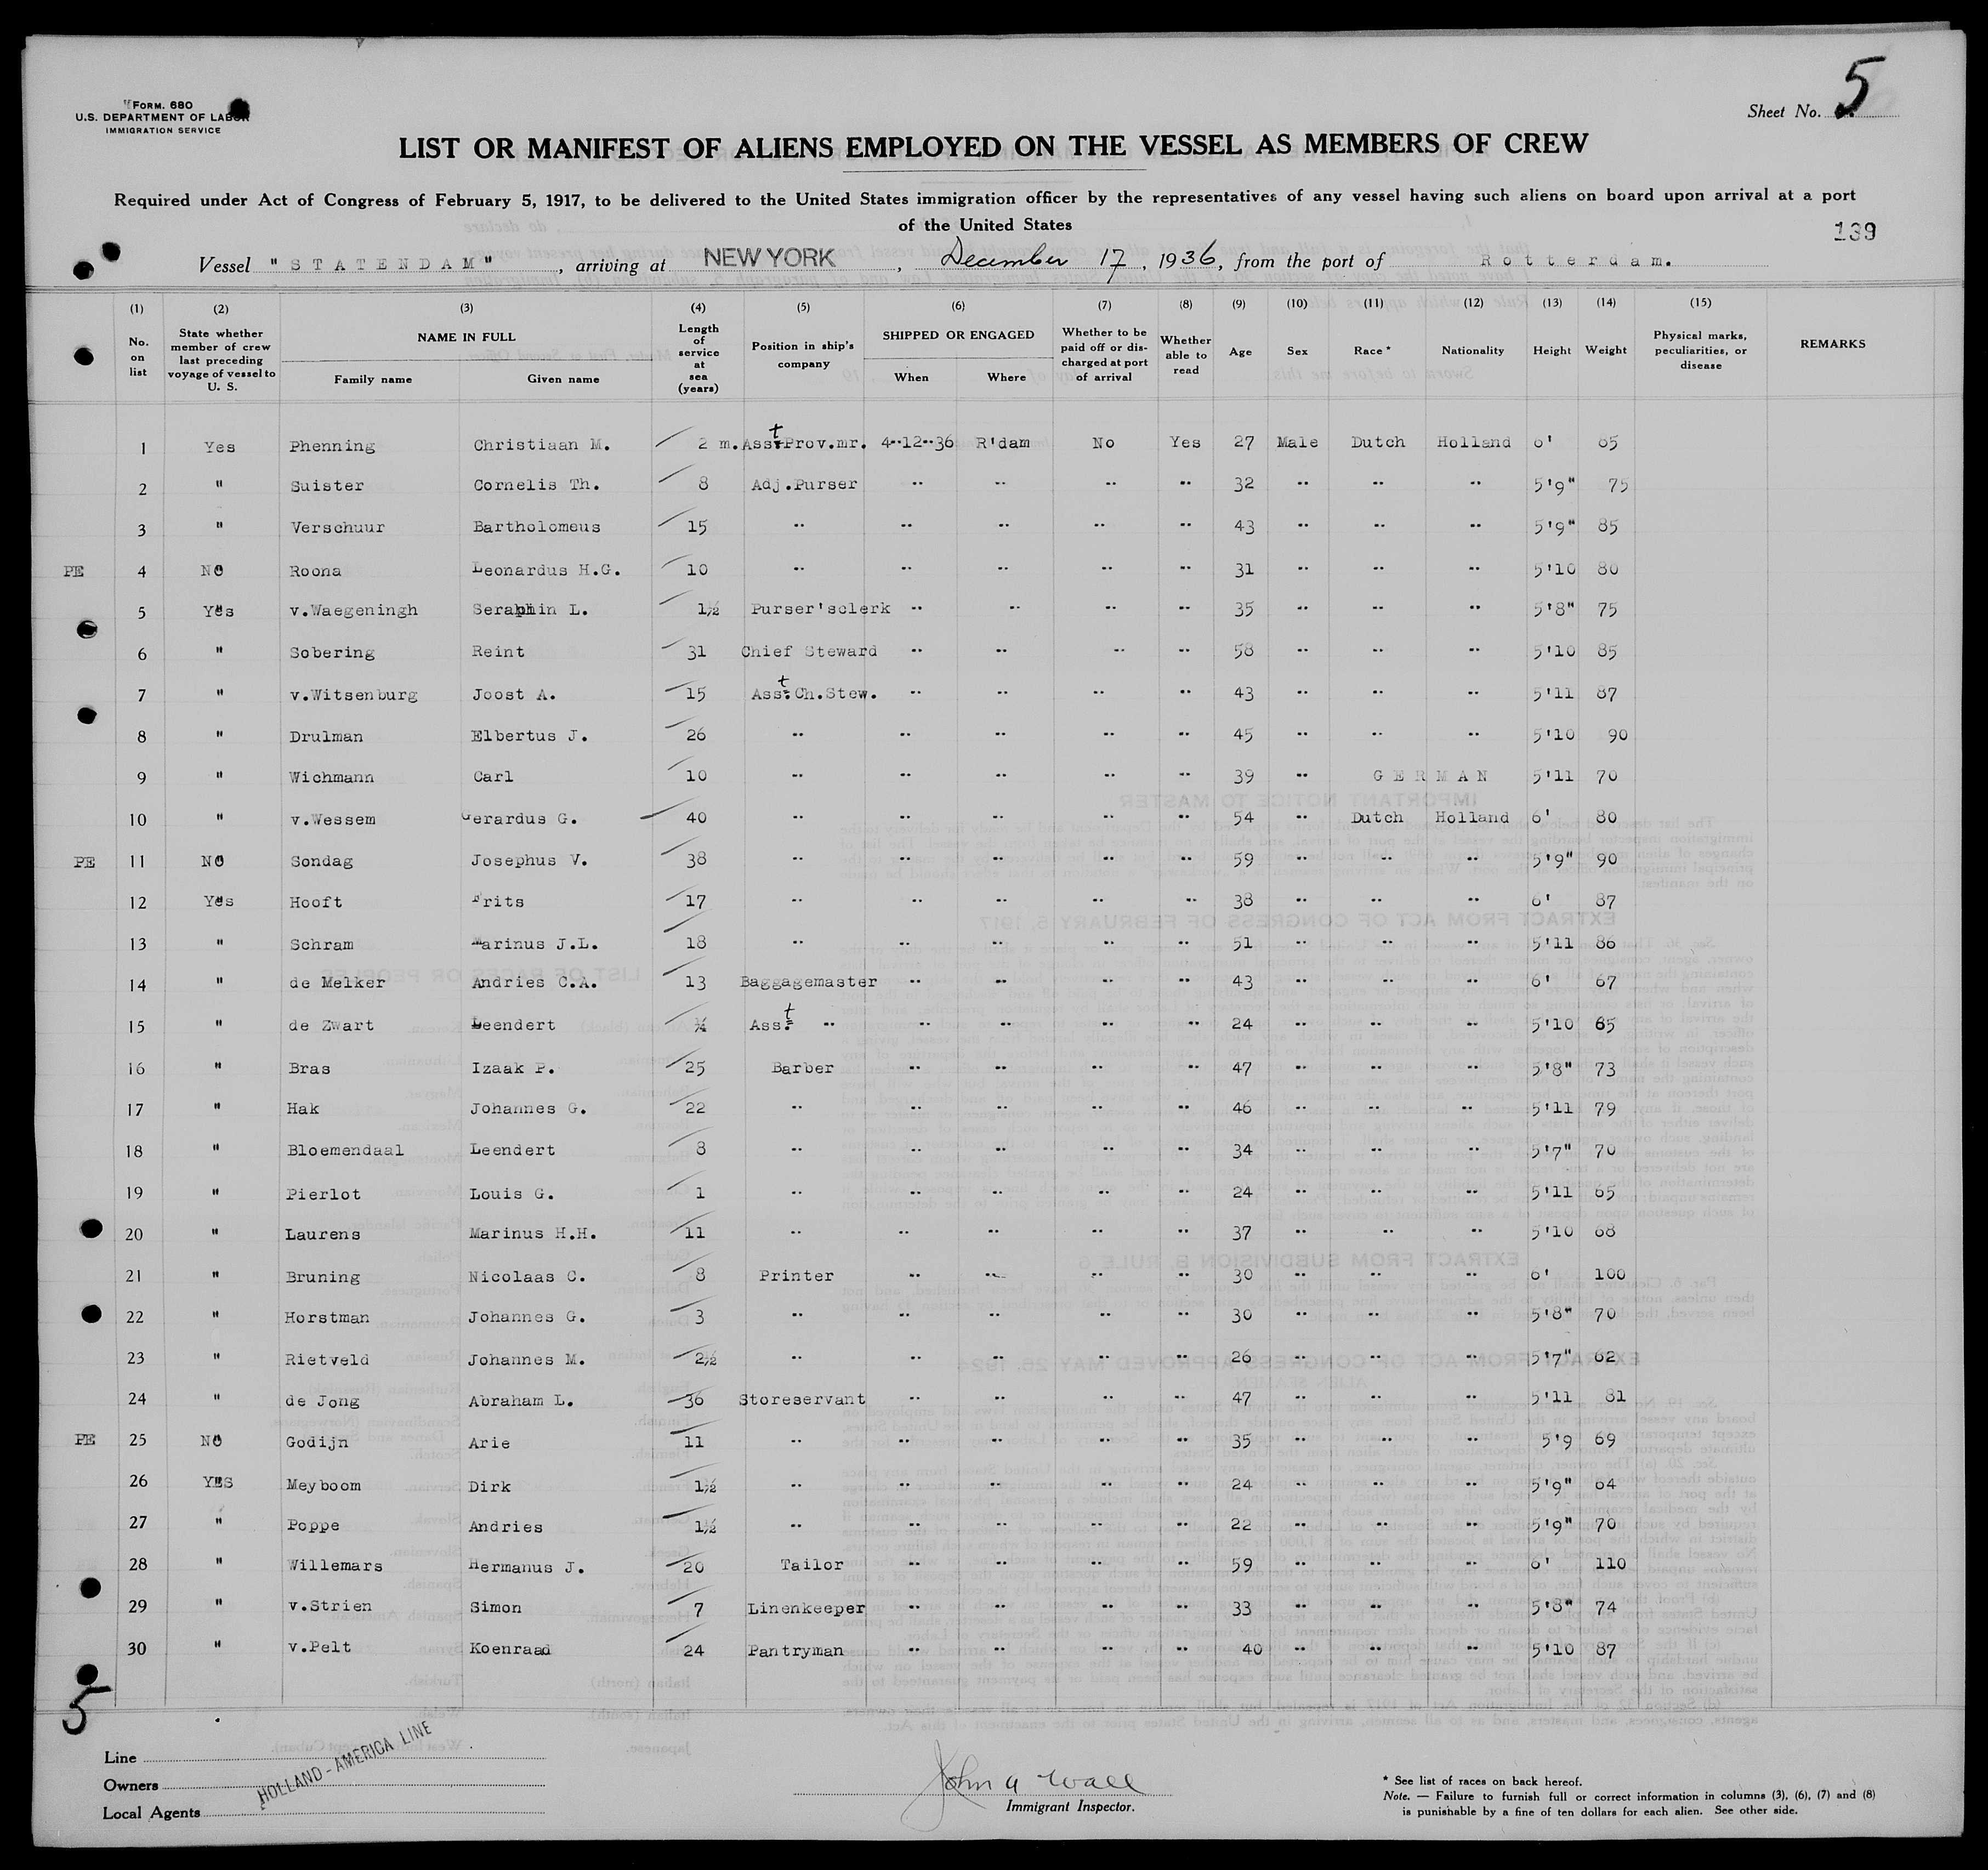 Form. 680
U.S. DEPARTMENT OF LABOR
IMMIGRATION SERVICE
Sheet No. 5
LIST OR MANIFEST OF ALIENS EMPLOYED ON THE VESSEL AS MEMBERS OF CREW
Required under Act of Congress of February 5, 1917, to be delivered to the United States immigration officer by the representatives of any vessel having such aliens on board upon arrival at a port
of the United States
139
Vessel "STATENDAM", arriving at NEW YORK, December 17, 1936, from the port of Rotterdam.
(1) (2) (3) (4) (5) (6) (7) (8) (9) (10) (11) (12) (13) (14) (15)
No. on list State whether member of crew last preceding voyage of vessel to U. S. NAME IN FULL Family name Given name Length of service at sea (years) Position in ship's company SHIPPED OR ENGAGED When Where Whether to be paid off or discharged at port of arrival Whether able to read Age Sex Race * Nationality Height Weight Physical marks, peculiarities, or disease REMARKS
1 Yes Phenning Christiaan M. 2 m. Asst Prov.mr. 4-12-36 R'dam No Yes 27 Male Dutch Holland 6' 85
2 " Suister Cornelis Th. 8 Adj.Purser " " " " 32 " " " 5'9" 75
3 " Verschuur Bartholomeus 15 " " " " " 43 " " " 5'9" 85
PE 4 NO Roona Leonardus H.G. 10 " " " " " 31 " " " 5'10 80
5 Yes v.Waegeningh Seraphin L. 1½ Purser'sclerk " " " " 35 " " " 5'8" 75
6 " Sobering Reint 31 Chief Steward " " " " 58 " " " 5'10 85
7 " v.Witsenburg Joost A. 15 Asst.Ch.Stew. " " " " 43 " " " 5'11 87
8 " Drulman Elbertus J. 26 " " " " " 45 " " " 5'10 90
9 " Wichmann Carl 10 " " " " " 39 " GERMAN 5'11 70
10 " v.Wessem Gerardus G. 40 " " " " " 54 " Dutch Holland 6' 80
PE 11 NO Sondag Josephus V. 38 " " " " " 59 " " " 5'9" 90
12 Yes Hooft Frits 17 " " " " " 38 " " " 6' 87
13 " Schram Marinus J.L. 18 " " " " " 51 " " " 5'11 86
14 " de Melker Andries C.A. 13 Baggagemaster " " " " 43 " " " 6' 67
15 " de Zwart Leendert ¼ Asst. " " " " " 24 " " " 5'10 65
16 " Bras Izaak P. 25 Barber " " " " 47 " " " 5'8" 73
17 " Hak Johannes G. 22 " " " " " 46 " " " 5'11 79
18 " Bloemendaal Leendert 8 " " " " " 34 " " " 5'7" 70
19 " Pierlot Louis G. 1 " " " " " 24 " " " 5'11 65
20 " Laurens Marinus H.H. 11 " " " " " 37 " " " 5'10 68
21 " Bruning Nicolaas C. 8 Printer " " " " 30 " " " 6' 100
22 " Horstman Johannes G. 3 " " " " " 30 " " " 5'8" 70
23 " Rietveld Johannes M. 2½ " " " " " 26 " " " 5'7" 62
24 " de Jong Abraham L. 36 Storeservant " " " " 47 " " " 5'11 81
PE 25 NO Godijn Arie 11 " " " " " 35 " " " 5'9 69
26 YES Meyboom Dirk 1½ " " " " " 24 " " " 5'9" 64
27 " Poppe Andries 1½ " " " " " 22 " " " 5'9" 70
28 " Willemars Hermanus J. 20 Tailor " " " " 59 " " " 6' 110
29 " v.Strien Simon 7 Linenkeeper " " " " 33 " " " 5'8" 74
30 " v.Pelt Koenraad 24 Pantryman " " " " 40 " " " 5'10 87
5
Line
Owners
Local Agents
HOLLAND-AMERICA LINE
John A Wall
Immigrant Inspector.
* See list of races on back hereof.
Note. — Failure to furnish full or correct information in columns (3), (6), (7) and (8)
is punishable by a fine of ten dollars for each alien. See other side.